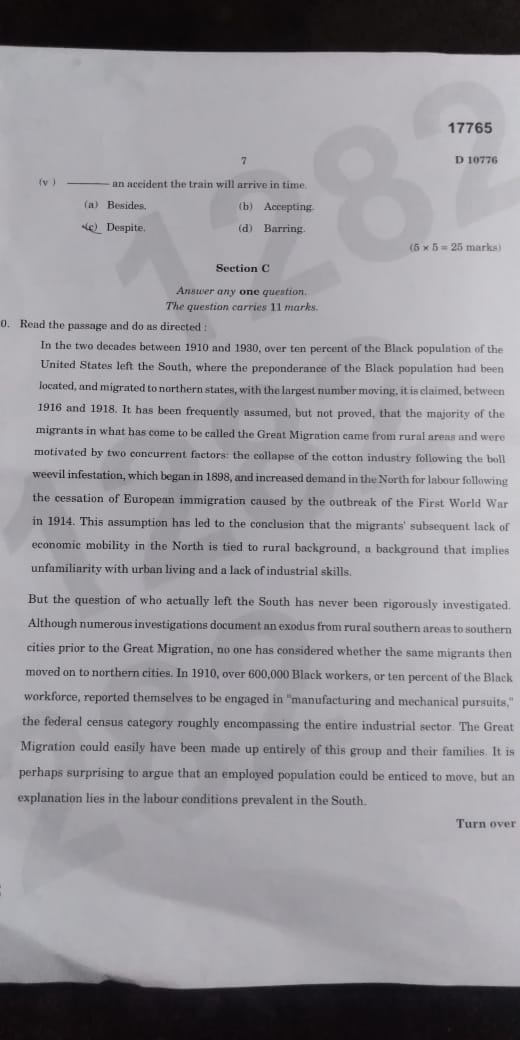 17765
7
D 10776
(v) ——— an accident the train will arrive in time.
(a) Besides.
(b) Accepting.
(c) Despite.
(d) Barring.
(5 × 5 = 25 marks)
Section C
Answer any one question.
The question carries 11 marks.
0. Read the passage and do as directed :
In the two decades between 1910 and 1930, over ten percent of the Black population of the
United States left the South, where the preponderance of the Black population had been
located, and migrated to northern states, with the largest number moving, it is claimed, between
1916 and 1918. It has been frequently assumed, but not proved, that the majority of the
migrants in what has come to be called the Great Migration came from rural areas and were
motivated by two concurrent factors: the collapse of the cotton industry following the boll
weevil infestation, which began in 1898, and increased demand in the North for labour following
the cessation of European immigration caused by the outbreak of the First World War
in 1914. This assumption has led to the conclusion that the migrants' subsequent lack of
economic mobility in the North is tied to rural background, a background that implies
unfamiliarity with urban living and a lack of industrial skills.
But the question of who actually left the South has never been rigorously investigated.
Although numerous investigations document an exodus from rural southern areas to southern
cities prior to the Great Migration, no one has considered whether the same migrants then
moved on to northern cities. In 1910, over 600,000 Black workers, or ten percent of the Black
workforce, reported themselves to be engaged in "manufacturing and mechanical pursuits,"
the federal census category roughly encompassing the entire industrial sector. The Great
Migration could easily have been made up entirely of this group and their families. It is
perhaps surprising to argue that an employed population could be enticed to move, but an
explanation lies in the labour conditions prevalent in the South.
Turn over